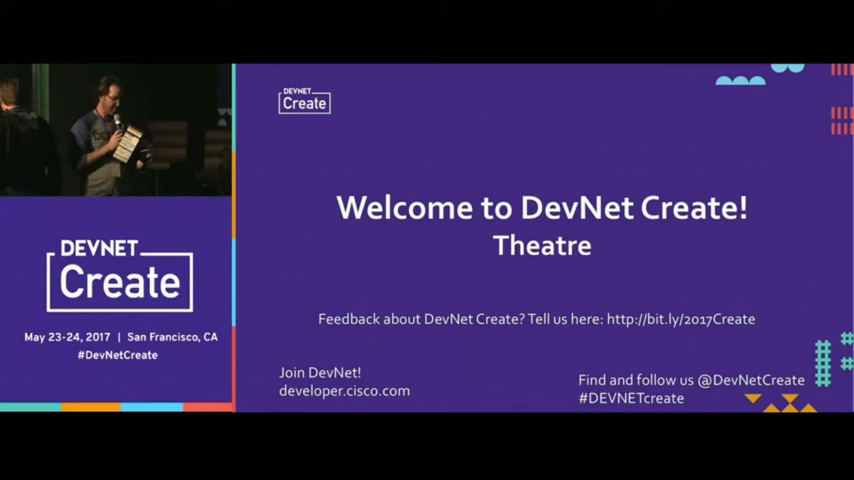 DEVNET
Create
May 23-24, 2017 | San Francisco, CA
#DevNetCreate
DEVNET
Create
Welcome to DevNet Create!
Theatre
Feedback about DevNet Create? Tell us here: http://bit.ly/2017Create
Join DevNet!
developer.cisco.com
Find and follow us @DevNetCreate
#DEVNETcreate